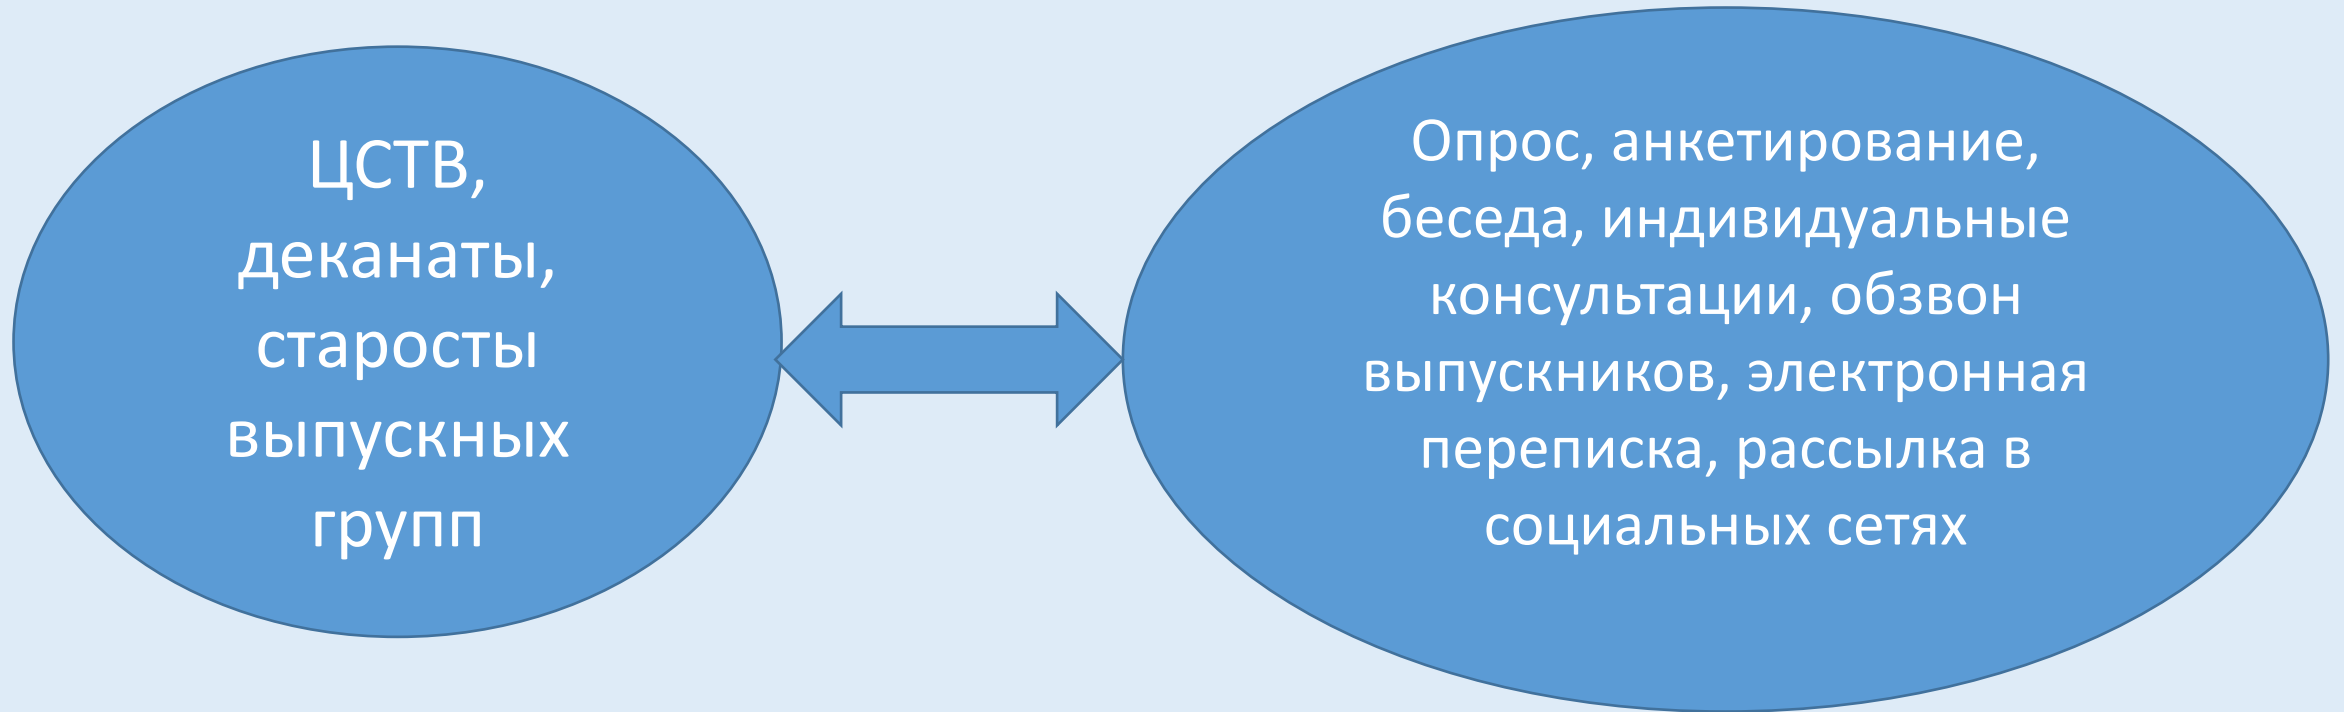 ЦСТВ,
деканаты,
старосты
выпускных
групп
Опрос, анкетирование,
беседа, индивидуальные
консультации, обзвон
выпускников, электронная
переписка, рассылка в
социальных сетях